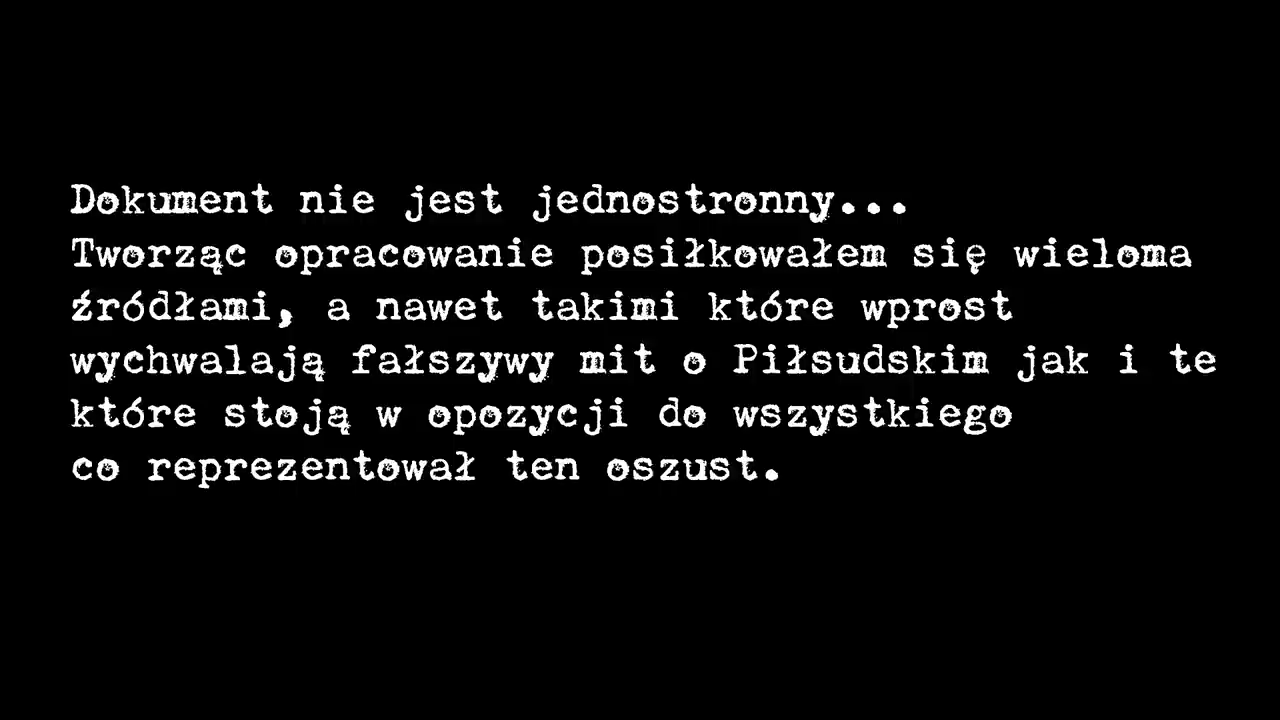 Dokument nie jest jednostronny...
Tworząc opracowanie posiłkowałem się wieloma
źródłami, a nawet takimi które wprost
wychwalają fałszywy mit o Piłsudskim jak i te
które stoją w opozycji do wszystkiego
co reprezentował ten oszust.